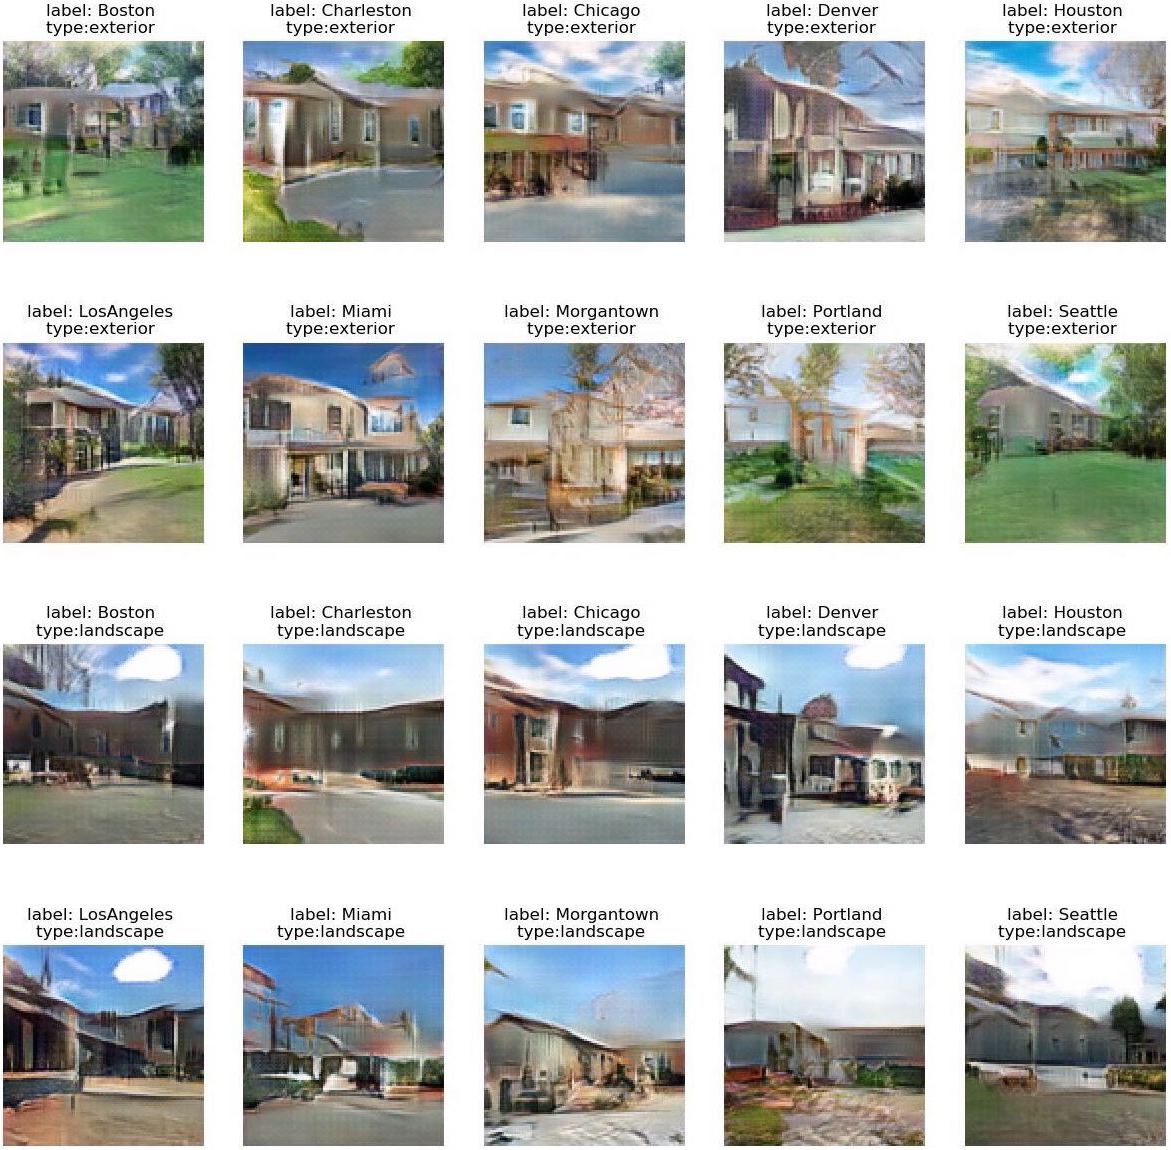 label: Boston
type:exterior
label: Charleston
type:exterior
label: Chicago
type:exterior
label: Denver
type:exterior
label: Houston
type:exterior
label: LosAngeles
type:exterior
label: Miami
type:exterior
label: Morgantown
type:exterior
label: Portland
type:exterior
label: Seattle
type:exterior
label: Boston
type:landscape
label: Charleston
type:landscape
label: Chicago
type:landscape
label: Denver
type:landscape
label: Houston
type:landscape
label: LosAngeles
type:landscape
label: Miami
type:landscape
label: Morgantown
type:landscape
label: Portland
type:landscape
label: Seattle
type:landscape